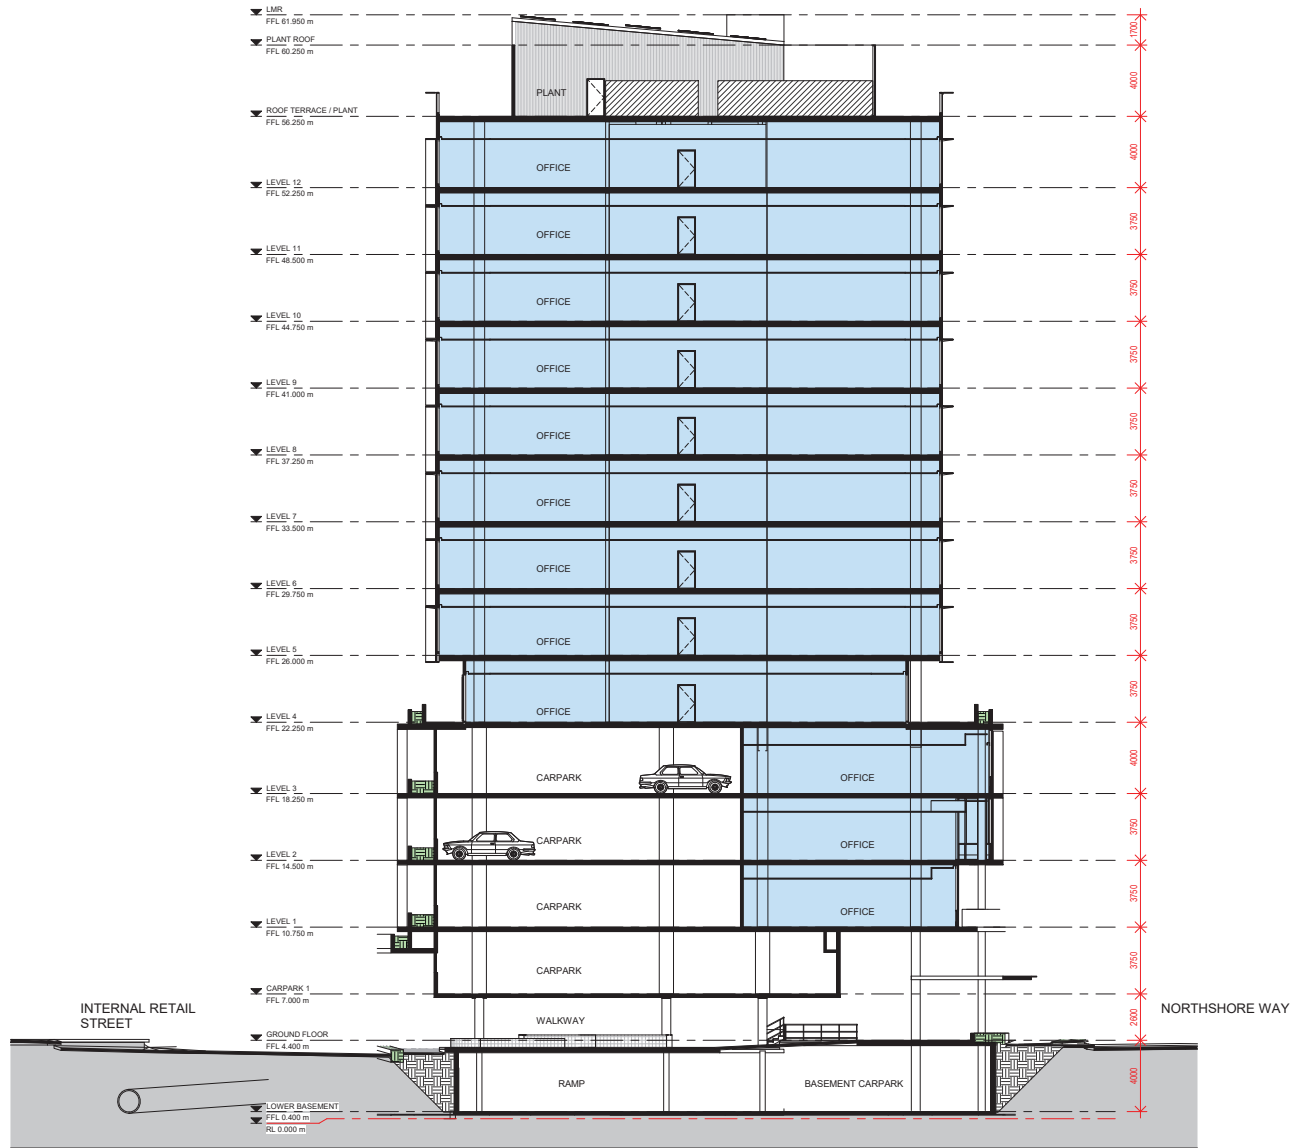 LMR
FFL 61.950 m
1700
PLANT ROOF
FFL 60.250 m
4000
PLANT
ROOF TERRACE / PLANT
FFL 56.250 m
4000
OFFICE
LEVEL 12
FFL 52.250 m
3750
OFFICE
LEVEL 11
FFL 48.500 m
3750
OFFICE
LEVEL 10
FFL 44.750 m
3750
OFFICE
LEVEL 9
FFL 41.000 m
3750
OFFICE
LEVEL 8
FFL 37.250 m
3750
OFFICE
LEVEL 7
FFL 33.500 m
3750
OFFICE
LEVEL 6
FFL 29.750 m
3750
OFFICE
LEVEL 5
FFL 26.000 m
3750
OFFICE
LEVEL 4
FFL 22.250 m
4000
CARPARK
OFFICE
LEVEL 3
FFL 18.250 m
3750
CARPARK
OFFICE
LEVEL 2
FFL 14.500 m
3750
CARPARK
OFFICE
LEVEL 1
FFL 10.750 m
3750
CARPARK
CARPARK 1
FFL 7.000 m
INTERNAL RETAIL
STREET
NORTHSHORE WAY
2600
WALKWAY
GROUND FLOOR
FFL 4.400 m
4000
RAMP
BASEMENT CARPARK
LOWER BASEMENT
FFL 0.400 m
RL 0.000 m